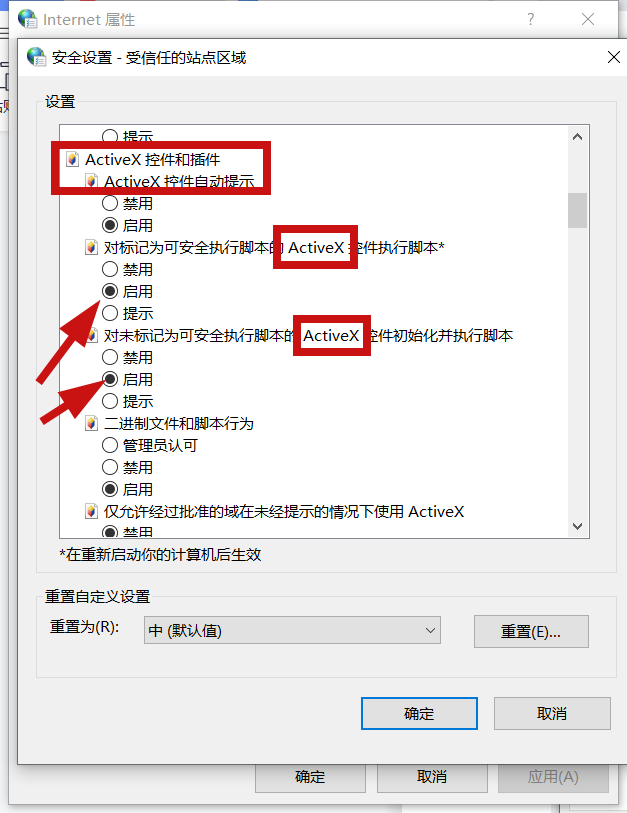 Internet 属性
?
安全设置 - 受信任的站点区域
设置
提示
ActiveX 控件和插件
ActiveX 控件自动提示
禁用
启用
对标记为可安全执行脚本的 ActiveX 控件执行脚本*
禁用
启用
提示
对未标记为可安全执行脚本的 ActiveX 控件初始化并执行脚本
禁用
启用
提示
二进制文件和脚本行为
管理员认可
禁用
启用
仅允许经过批准的域在未经提示的情况下使用 ActiveX
禁用
*在重新启动你的计算机后生效
重置自定义设置
重置为(R): 中 (默认值) 重置(E)...
确定 取消
确定 取消 应用(A)